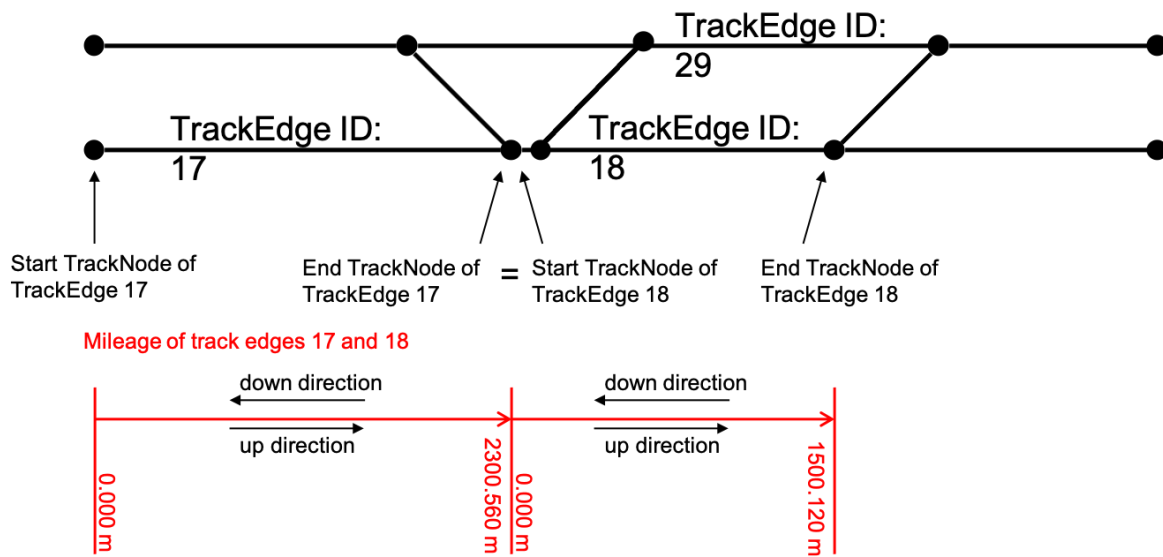 TrackEdge ID:
29
TrackEdge ID:
17
TrackEdge ID:
18
Start TrackNode of
TrackEdge 17
End TrackNode of
TrackEdge 17
=
Start TrackNode of
TrackEdge 18
End TrackNode of
TrackEdge 18
Mileage of track edges 17 and 18
down direction
up direction
down direction
up direction
0.000 m
2300.560 m
0.000 m
1500.120 m